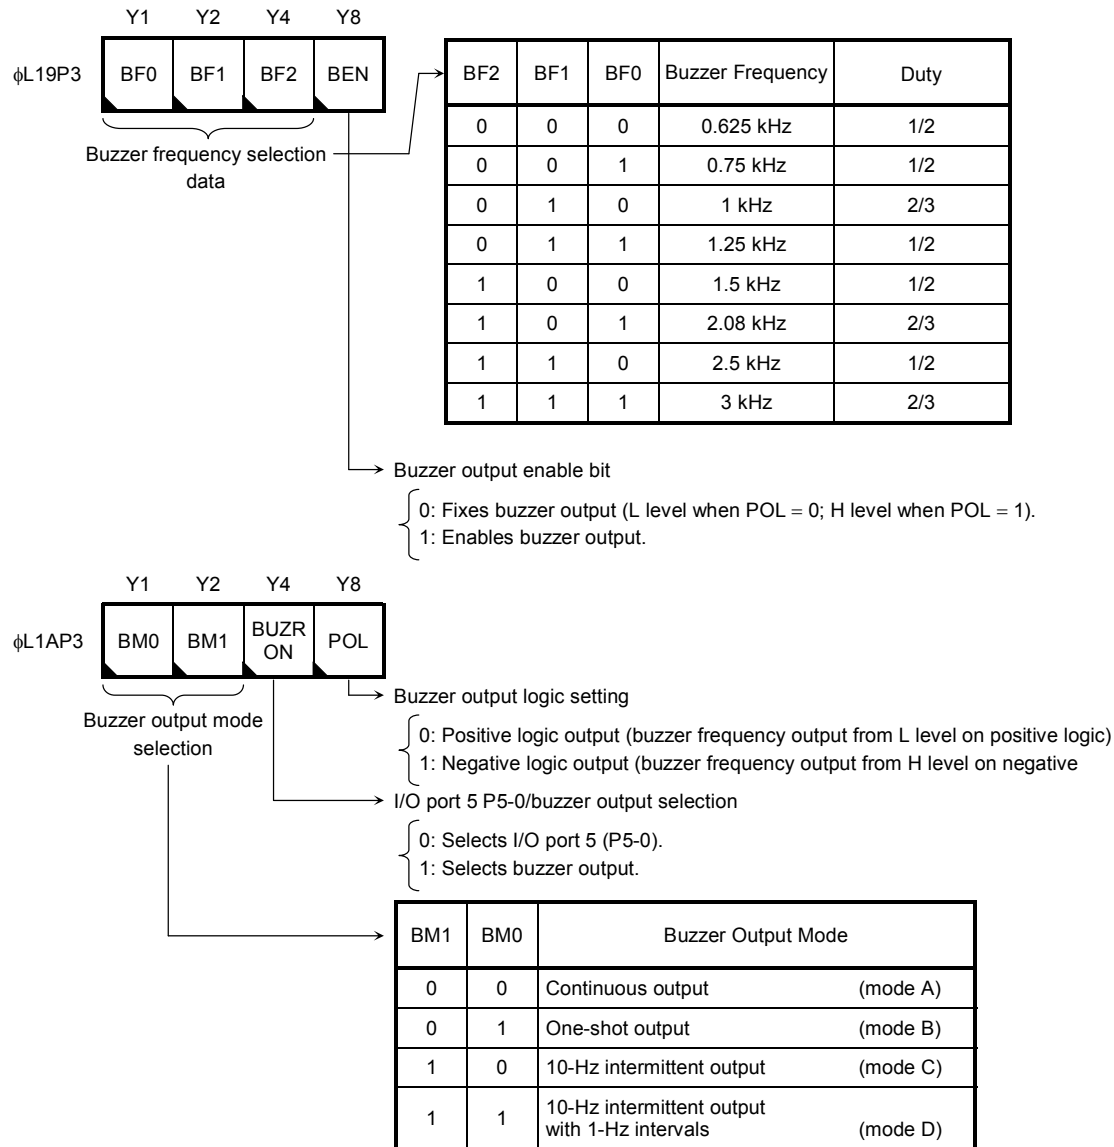 Y1 Y2 Y4 Y8
ϕL19P3 BF0 BF1 BF2 BEN
Buzzer frequency selection
data
BF2 BF1 BF0 Buzzer Frequency Duty
0 0 0 0.625 kHz 1/2
0 0 1 0.75 kHz 1/2
0 1 0 1 kHz 2/3
0 1 1 1.25 kHz 1/2
1 0 0 1.5 kHz 1/2
1 0 1 2.08 kHz 2/3
1 1 0 2.5 kHz 1/2
1 1 1 3 kHz 2/3
Buzzer output enable bit
0: Fixes buzzer output (L level when POL = 0; H level when POL = 1).
1: Enables buzzer output.
Y1 Y2 Y4 Y8
ϕL1AP3 BM0 BM1 BUZR ON POL
Buzzer output mode
selection
Buzzer output logic setting
0: Positive logic output (buzzer frequency output from L level on positive logic)
1: Negative logic output (buzzer frequency output from H level on negative
I/O port 5 P5-0/buzzer output selection
0: Selects I/O port 5 (P5-0).
1: Selects buzzer output.
BM1 BM0 Buzzer Output Mode
0 0 Continuous output (mode A)
0 1 One-shot output (mode B)
1 0 10-Hz intermittent output (mode C)
1 1 10-Hz intermittent output
with 1-Hz intervals (mode D)